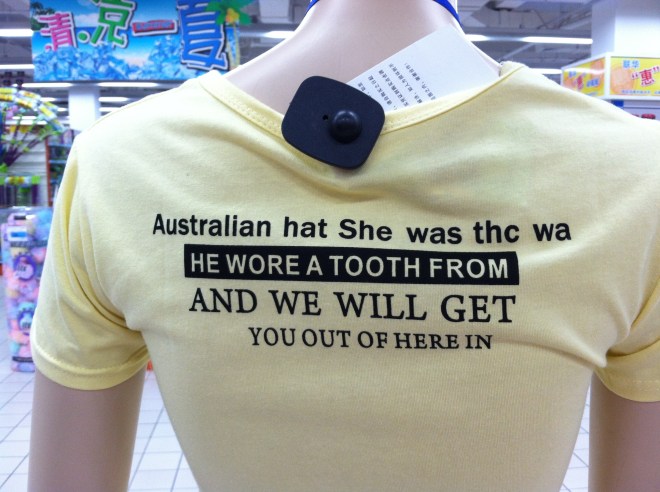 清凉一夏
惠
Australian hat She was thc wa
HE WORE A TOOTH FROM
AND WE WILL GET
YOU OUT OF HERE IN